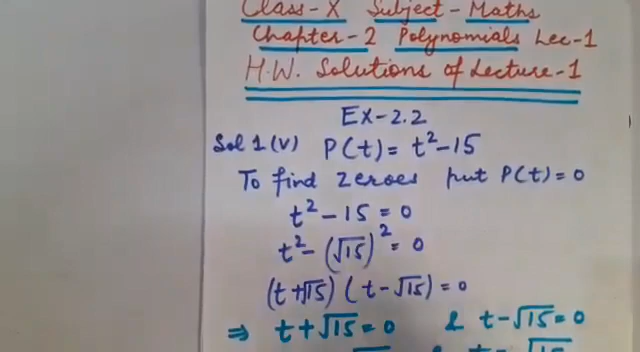 Class-X Subject-Maths
Chapter-2 Polynomials Lec-1
H.W. Solutions of Lecture-1
EX-2.2
Sol 1(v) P(t)= t²-15
To find Zeroes put P(t)=0
t²-15=0
t²-(√15)²=0
(t+√15)(t-√15)=0
⇒ t+√15=0 & t-√15=0